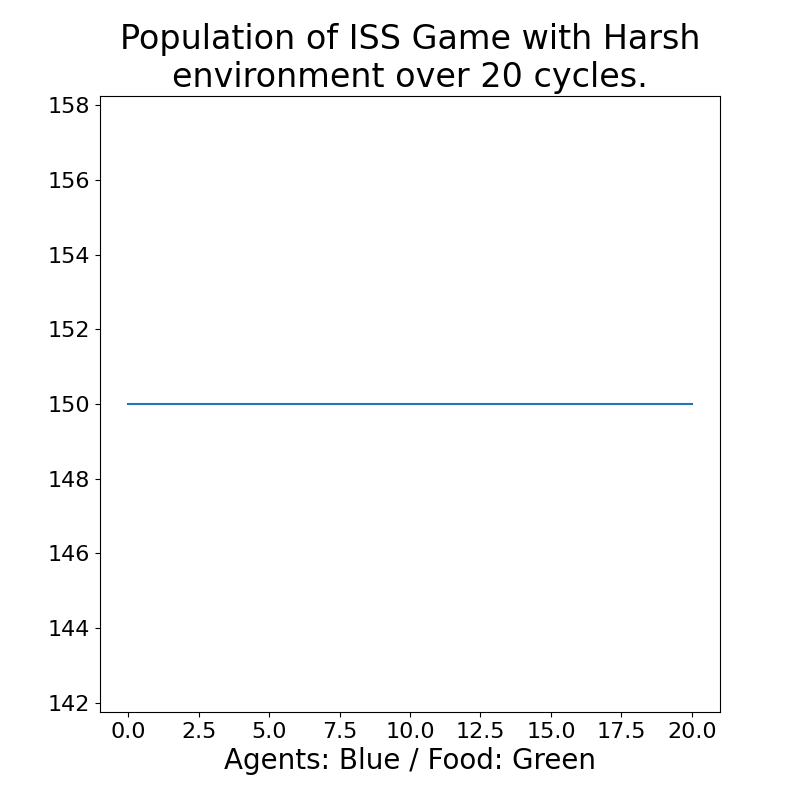 Population of ISS Game with Harsh
environment over 20 cycles.
158
156
154
152
150
148
146
144
142
0.0 2.5 5.0 7.5 10.0 12.5 15.0 17.5 20.0
Agents: Blue / Food: Green